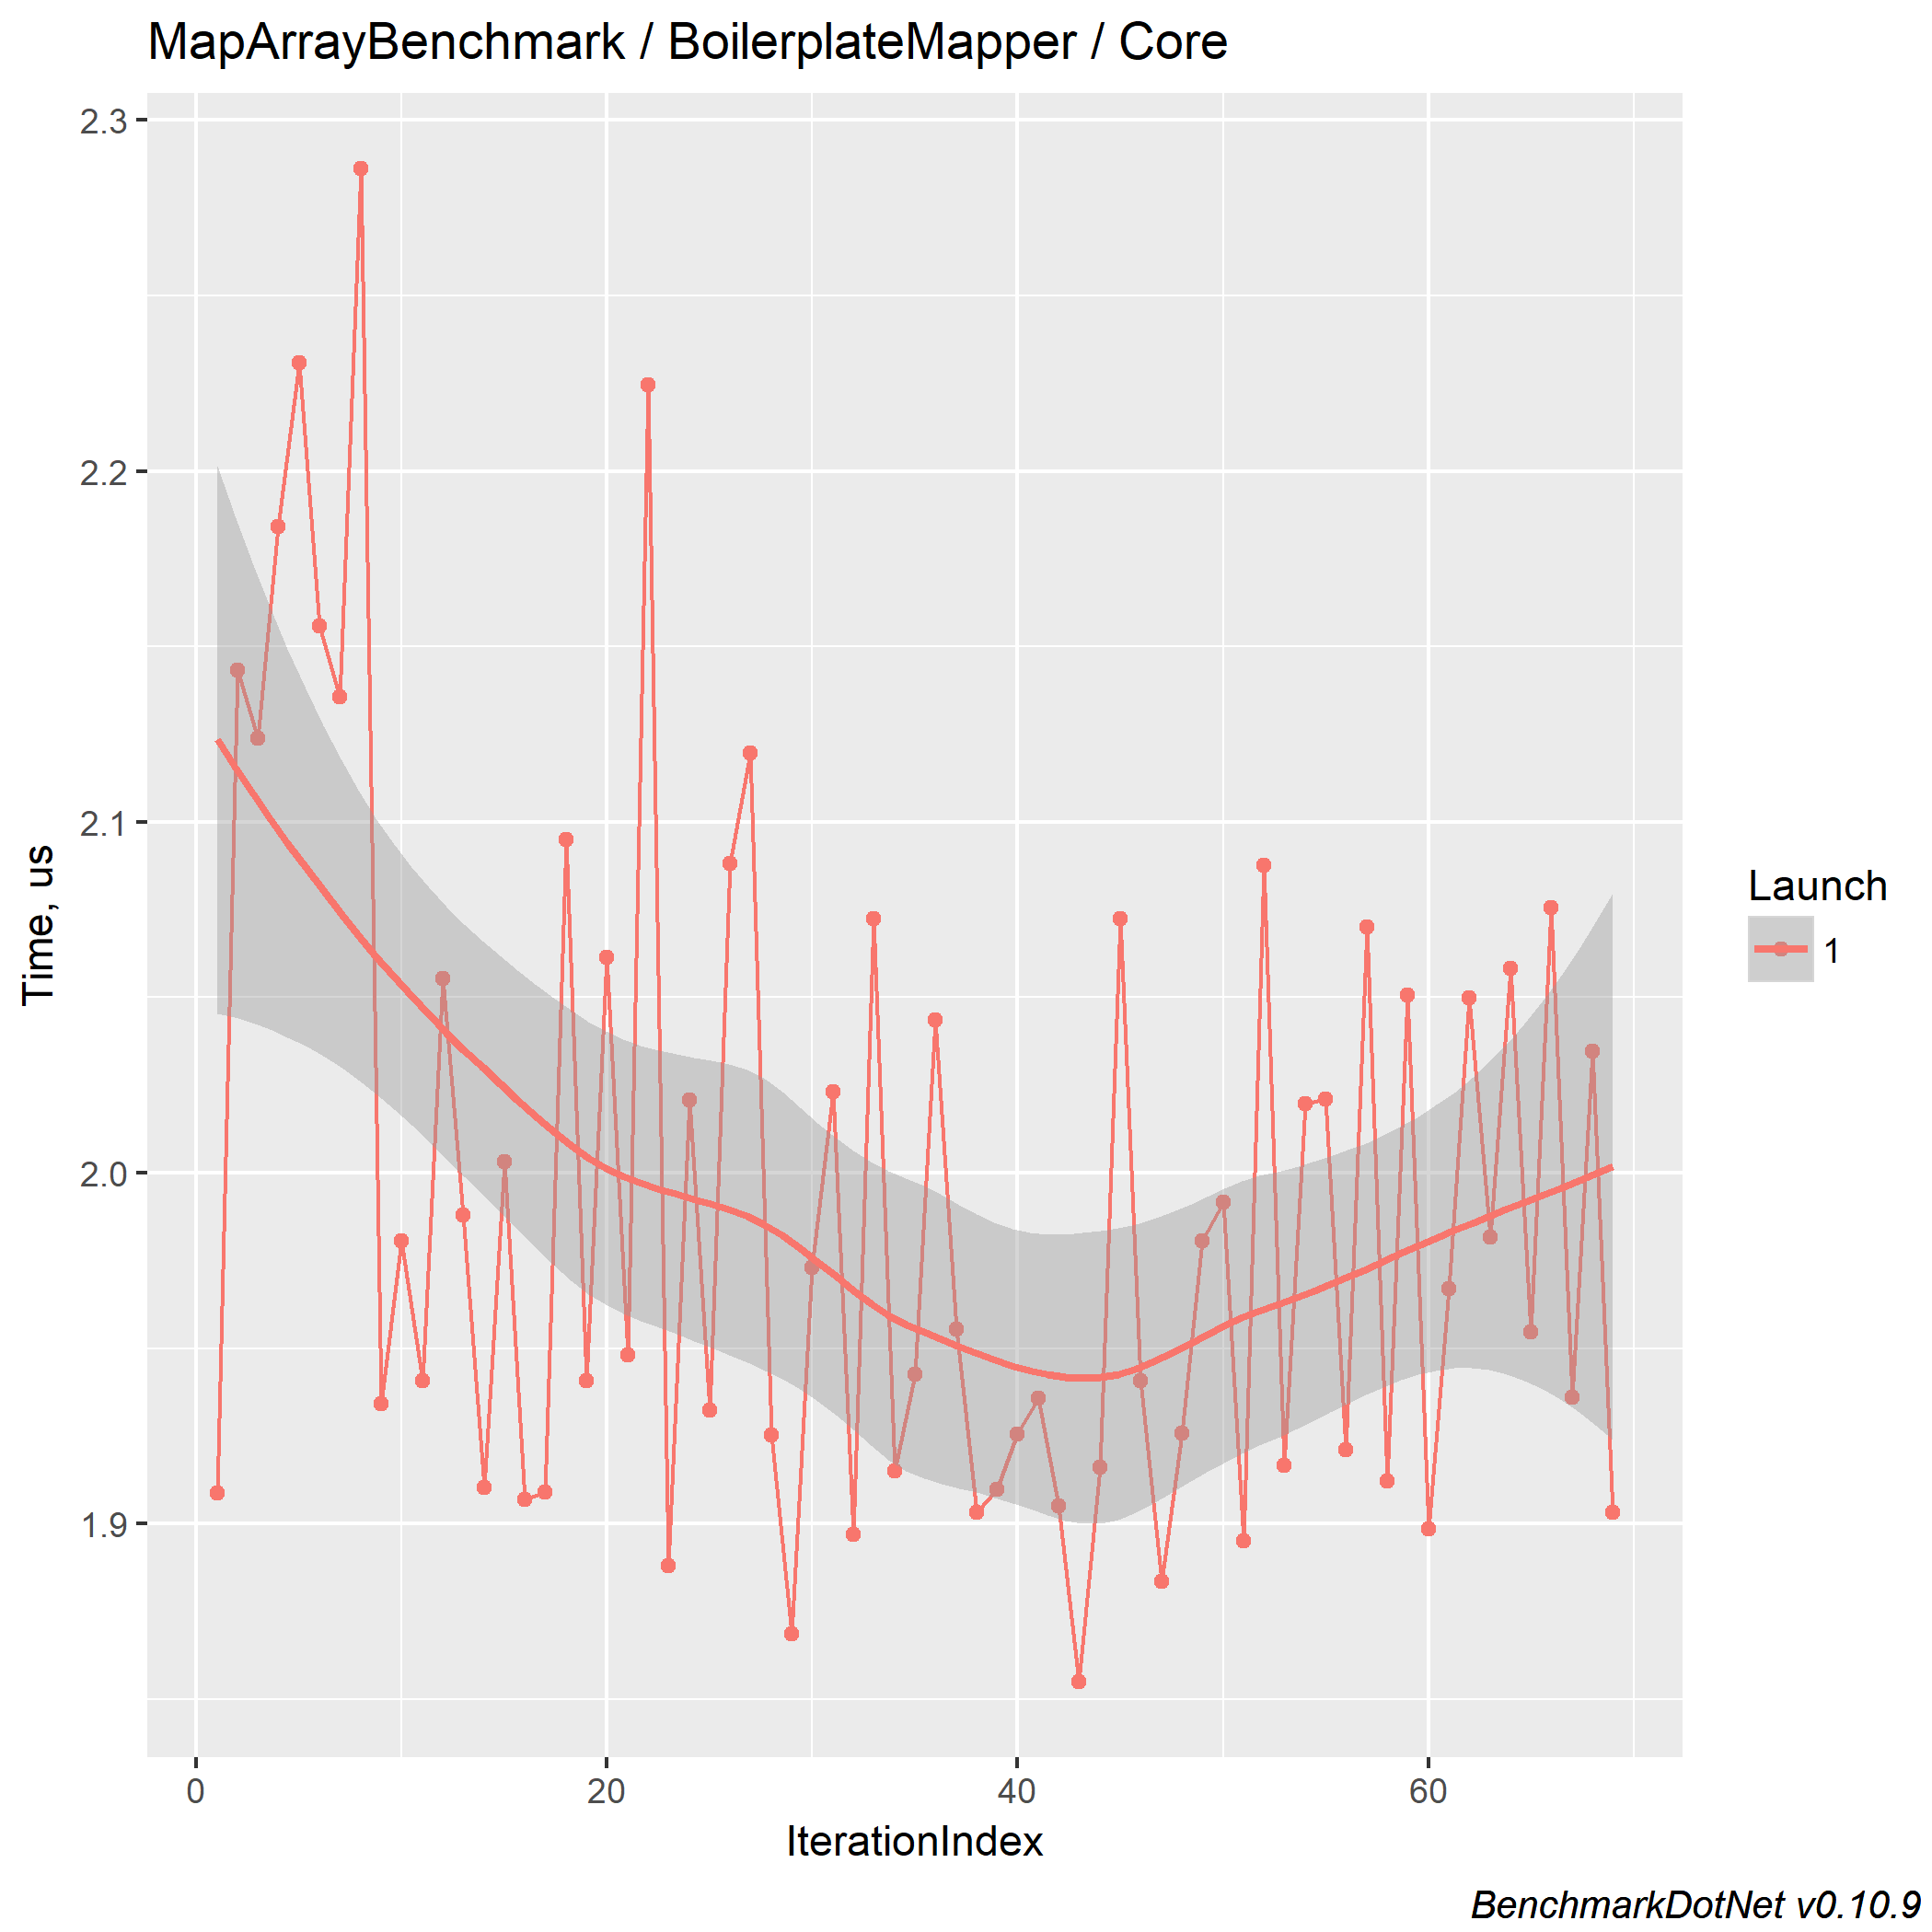 MapArrayBenchmark / BoilerplateMapper / Core
2.3
2.2
2.1
2.0
1.9
Time, us
0 20 40 60
IterationIndex
Launch
1
BenchmarkDotNet v0.10.9